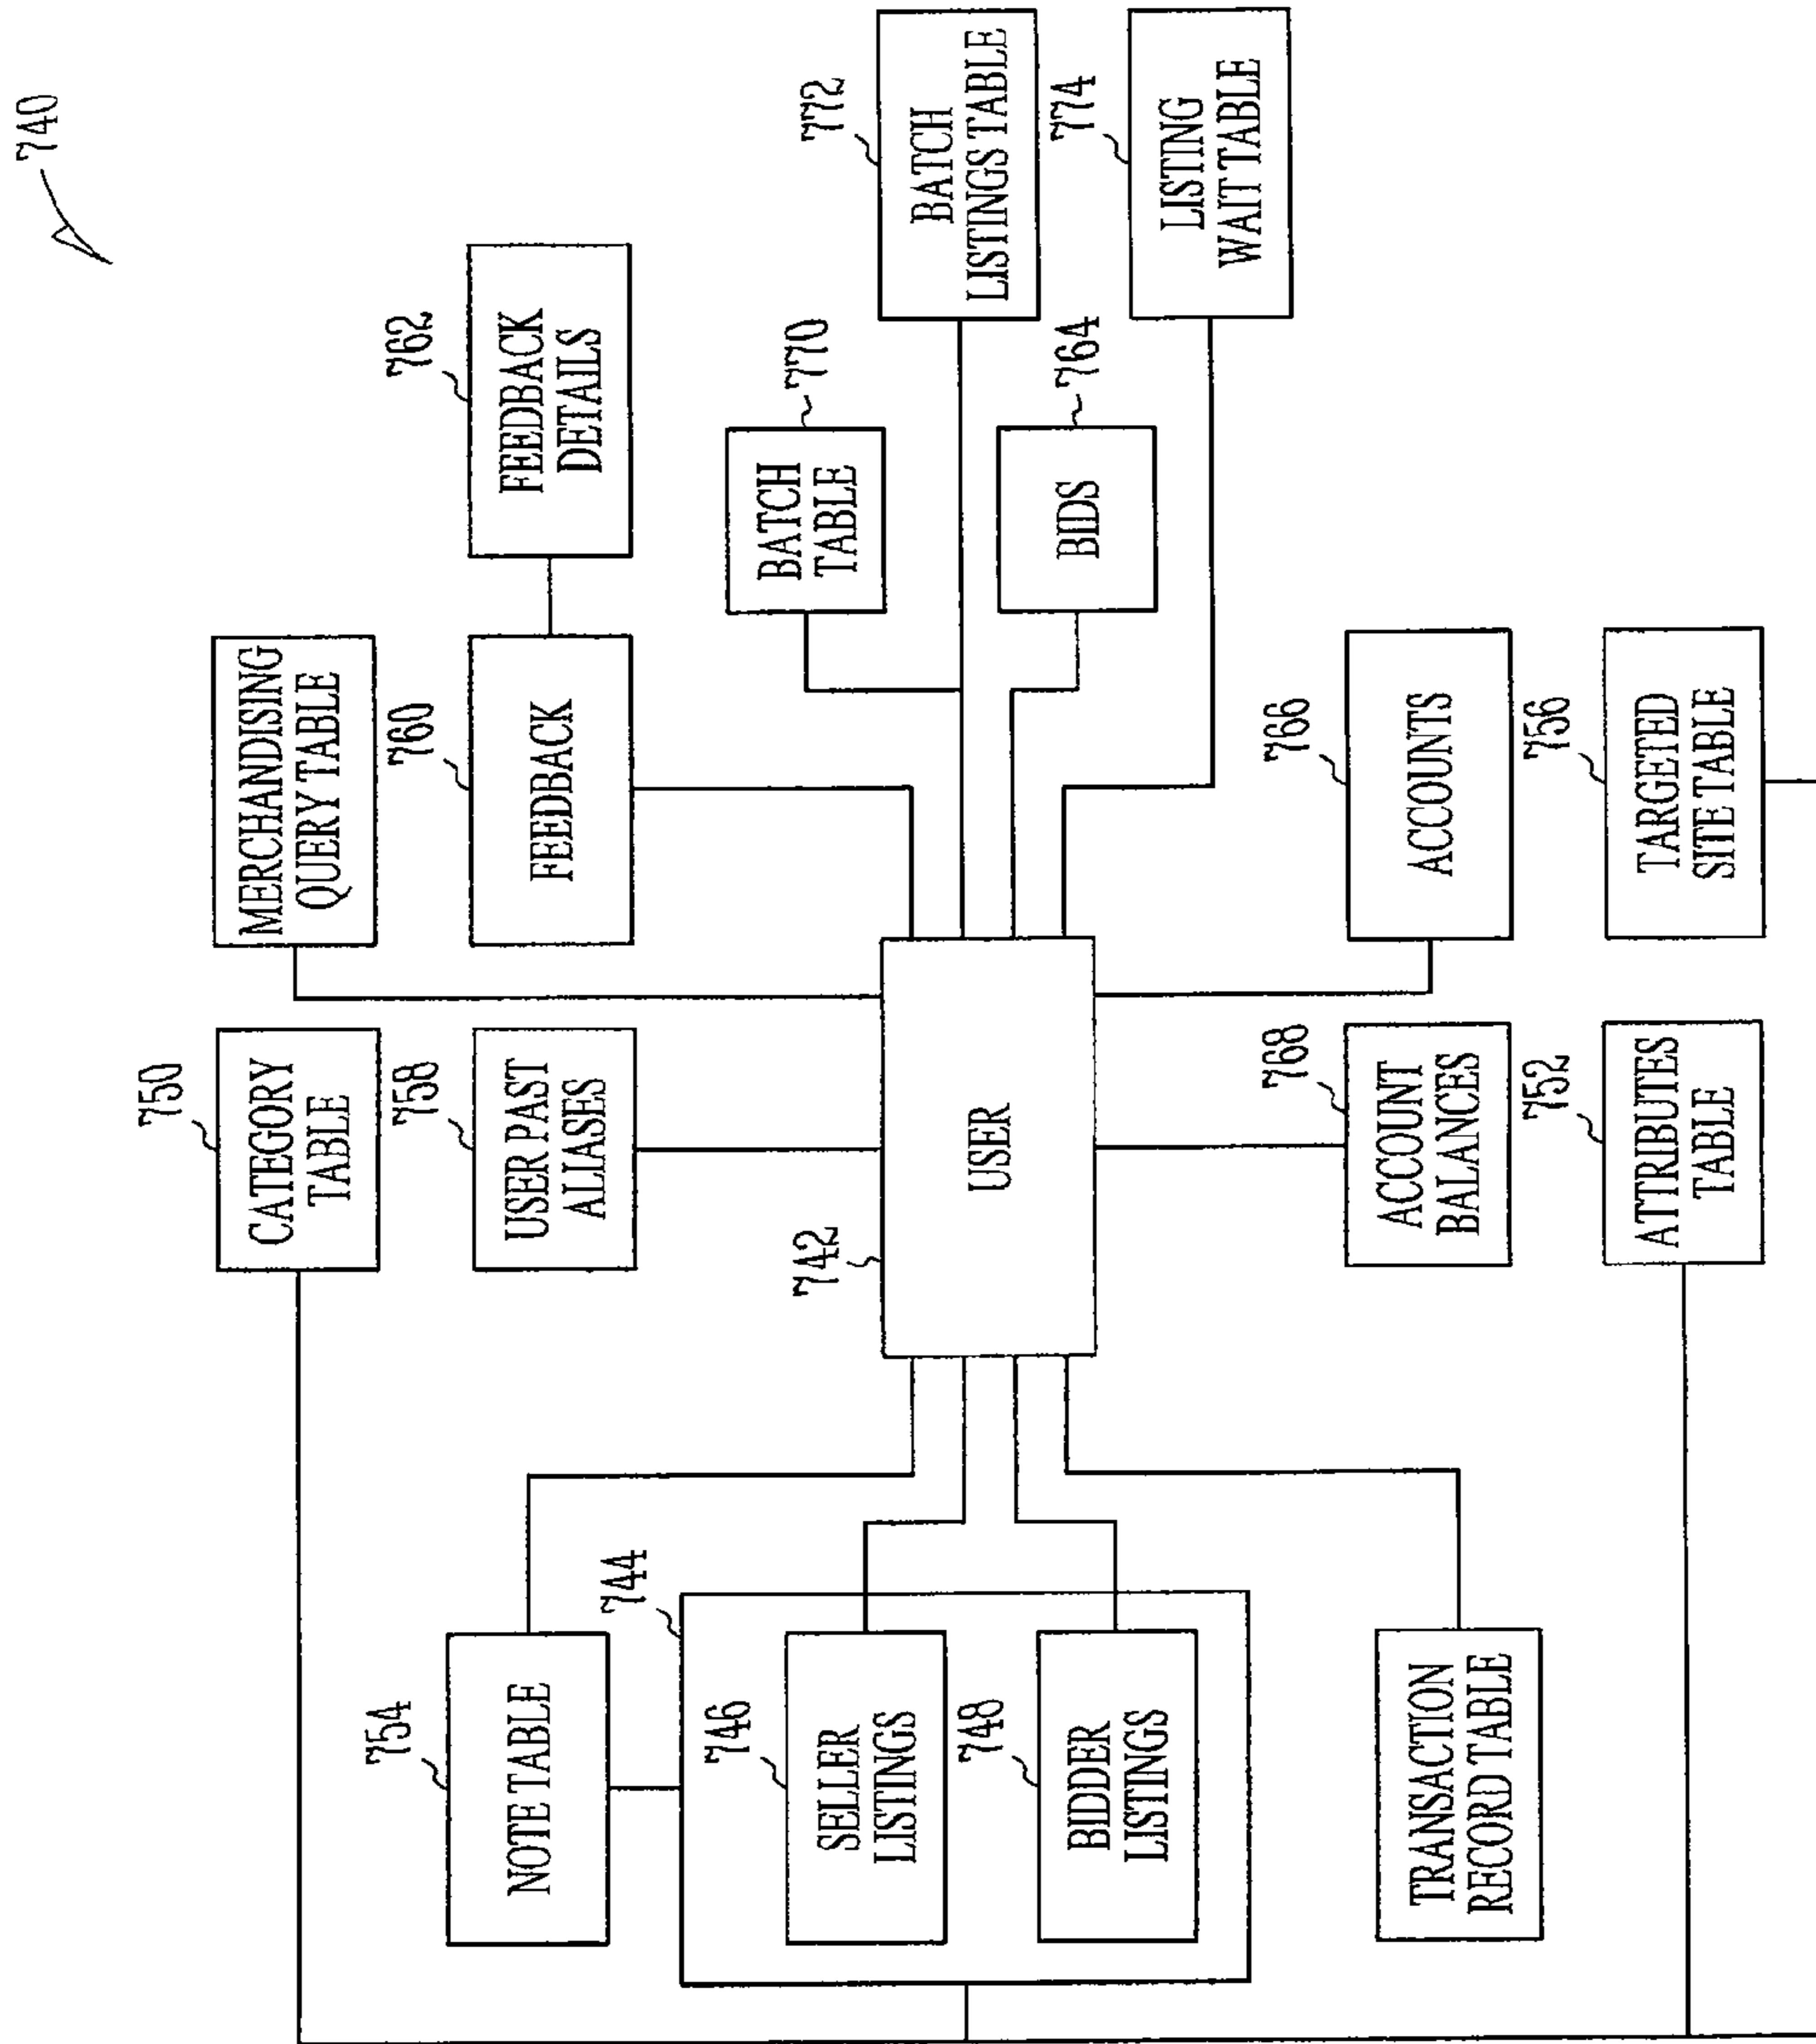 740
750
CATEGORY
TABLE
MERCHANDISING
QUERY TABLE
762
FEEDBACK
DETAILS
758
USER PAST
ALIASES
760
FEEDBACK
754
NOTE TABLE
744
746
SELLER
LISTINGS
748
BIDDER
LISTINGS
742
USER
770
BATCH
TABLE
772
BATCH
LISTINGS TABLE
764
BIDS
774
LISTING
WAIT TABLE
TRANSACTION
RECORD TABLE
768
ACCOUNT
BALANCES
766
ACCOUNTS
752
ATTRIBUTES
TABLE
756
TARGETED
SITE TABLE